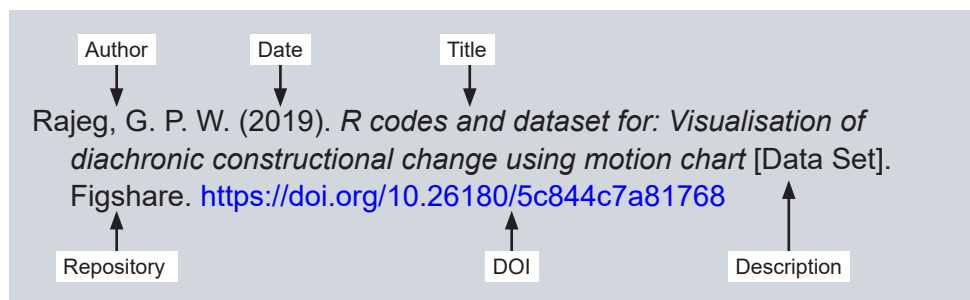 Author Date Title
Rajeg, G. P. W. (2019). R codes and dataset for: Visualisation of
diachronic constructional change using motion chart [Data Set].
Figshare. https://doi.org/10.26180/5c844c7a81768
Repository DOI Description